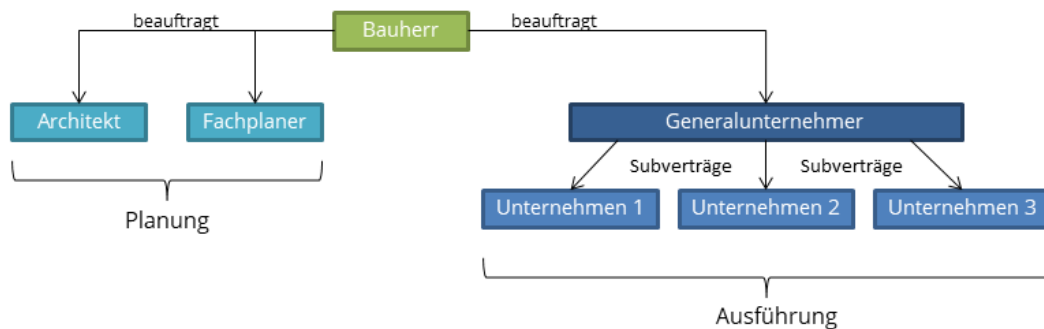 beauftragt
Bauherr
beauftragt
Architekt
Fachplaner
Generalunternehmer
Subverträge
Subverträge
Unternehmen 1
Unternehmen 2
Unternehmen 3
Planung
Ausführung